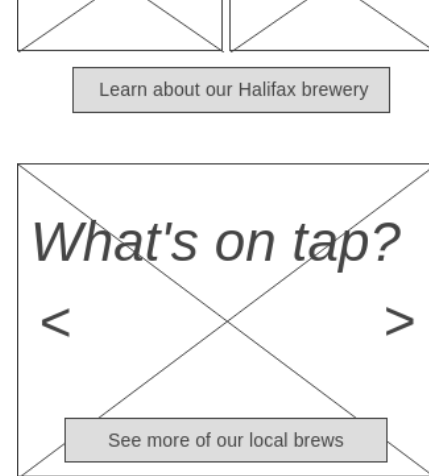 Learn about our Halifax brewery
What's on tap?
< >
See more of our local brews